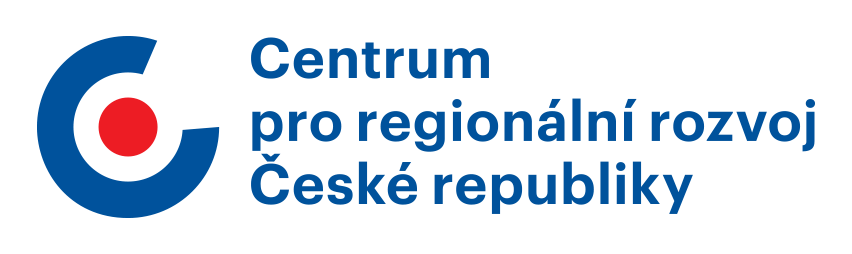 Centrum
pro regionální rozvoj
České republiky